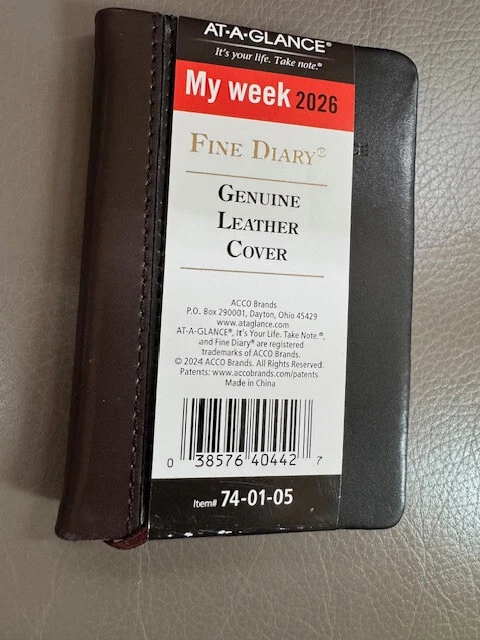 AT-A-GLANCE®
It's your life. Take note.®
My week 2026
FINE DIARY®
GENUINE
LEATHER
COVER
ACCO Brands
P.O. Box 290001, Dayton, Ohio 45429
www.ataglance.com
AT-A-GLANCE®, It's Your Life. Take Note.®,
and Fine Diary® are registered
trademarks of ACCO Brands.
© 2024 ACCO Brands. All Rights Reserved.
Patents: www.accobrands.com/patents
Made in China
0 38576 40442 7
Item# 74-01-05